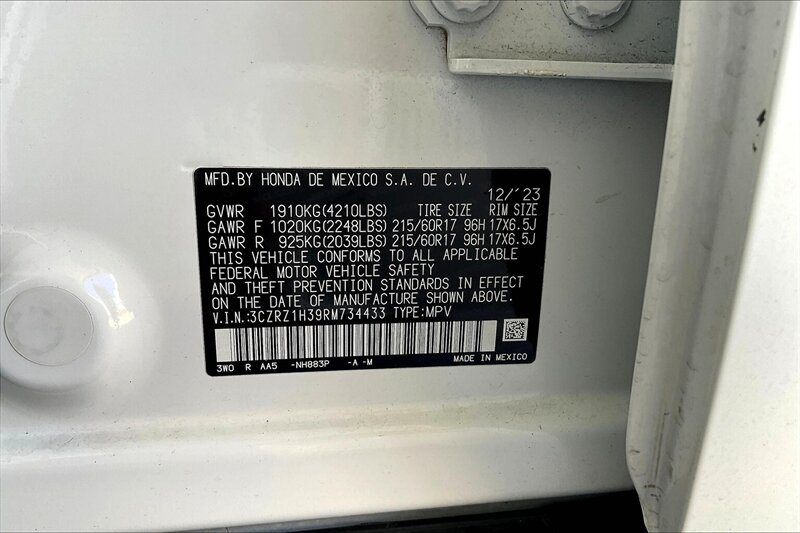 MFD.BY HONDA DE MEXICO S.A. DE C.V.
12/'23
GVWR 1910KG(4210LBS) TIRE SIZE RIM SIZE
GAWR F 1020KG(2248LBS) 215/60R17 96H 17X6.5J
GAWR R 925KG(2039LBS) 215/60R17 96H 17X6.5J
THIS VEHICLE CONFORMS TO ALL APPLICABLE
FEDERAL MOTOR VEHICLE SAFETY
AND THEFT PREVENTION STANDARDS IN EFFECT
ON THE DATE OF MANUFACTURE SHOWN ABOVE.
V.I.N.:3CZRZ1H39RM734433 TYPE:MPV
3W0 R AA5 -NH883P -A -M MADE IN MEXICO